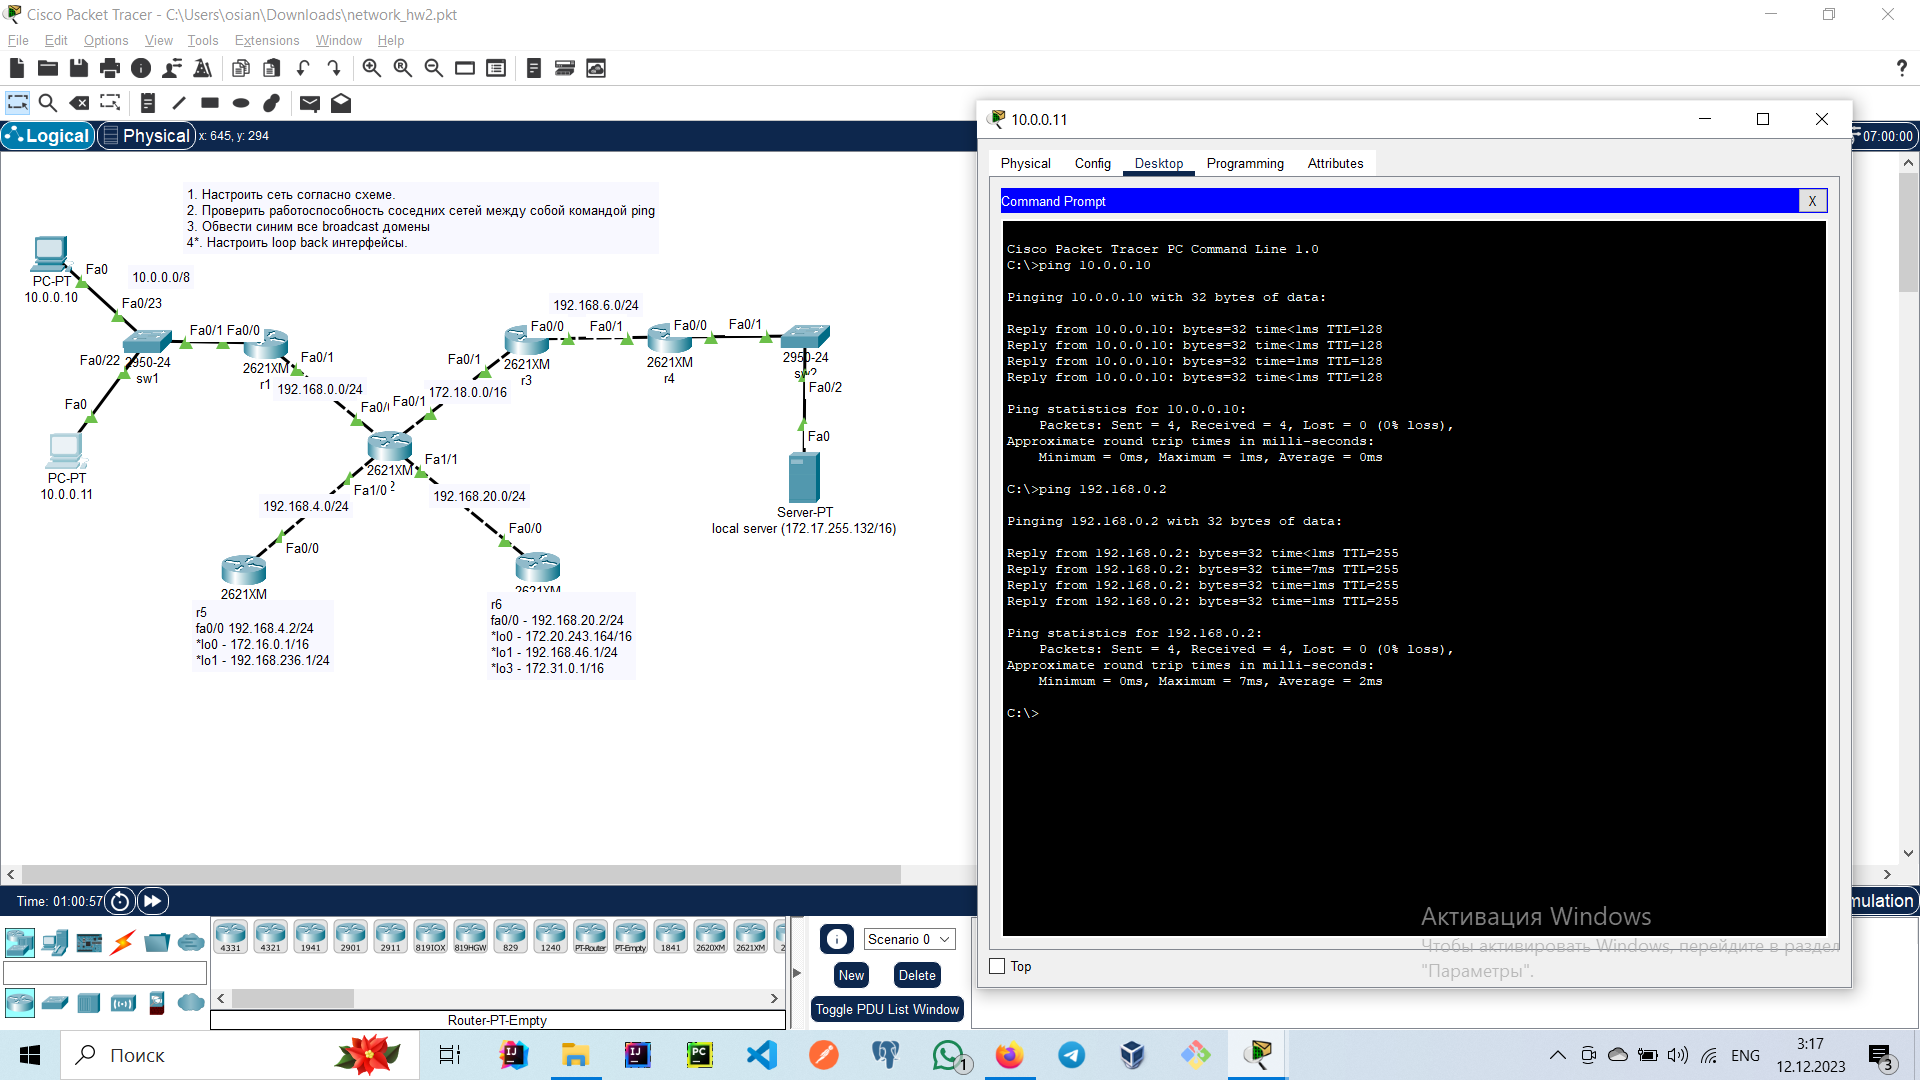 Cisco Packet Tracer - C:\Users\osian\Downloads\network_hw2.pkt
File Edit Options View Tools Extensions Window Help
Logical Physical x: 645, y: 294
07:00:00
1. Настроить сеть согласно схеме.
2. Проверить работоспособность соседних сетей между собой командой ping
3. Обвести синим все broadcast домены
4*. Настроить loop back интерфейсы.
PC-PT
10.0.0.10
Fa0
10.0.0.0/8
Fa0/23
Fa0/1 Fa0/0
Fa0/22
2950-24
sw1
2621XM
r1
Fa0/1
192.168.0.0/24
Fa0
PC-PT
10.0.0.11
192.168.6.0/24
Fa0/0
Fa0/1
Fa0/0
Fa0/1
Fa0/1
2621XM
r3
2621XM
r4
2950-24
sw2
Fa0/2
172.18.0.0/16
Fa0/
Fa0/1
2621XM
2
Fa1/1
Fa1/0
Fa0
192.168.4.0/24
192.168.20.0/24
Fa0/0
Fa0/0
Server-PT
local server (172.17.255.132/16)
2621XM
r5
fa0/0 192.168.4.2/24
*lo0 - 172.16.0.1/16
*lo1 - 192.168.236.1/24
2621XM
r6
fa0/0 - 192.168.20.2/24
*lo0 - 172.20.243.164/16
*lo1 - 192.168.46.1/24
*lo3 - 172.31.0.1/16
10.0.0.11
Physical Config Desktop Programming Attributes
Command Prompt
X
Cisco Packet Tracer PC Command Line 1.0
C:\>ping 10.0.0.10
Pinging 10.0.0.10 with 32 bytes of data:
Reply from 10.0.0.10: bytes=32 time<1ms TTL=128
Reply from 10.0.0.10: bytes=32 time<1ms TTL=128
Reply from 10.0.0.10: bytes=32 time=1ms TTL=128
Reply from 10.0.0.10: bytes=32 time<1ms TTL=128
Ping statistics for 10.0.0.10:
Packets: Sent = 4, Received = 4, Lost = 0 (0% loss),
Approximate round trip times in milli-seconds:
Minimum = 0ms, Maximum = 1ms, Average = 0ms
C:\>ping 192.168.0.2
Pinging 192.168.0.2 with 32 bytes of data:
Reply from 192.168.0.2: bytes=32 time<1ms TTL=255
Reply from 192.168.0.2: bytes=32 time=7ms TTL=255
Reply from 192.168.0.2: bytes=32 time=1ms TTL=255
Reply from 192.168.0.2: bytes=32 time=1ms TTL=255
Ping statistics for 192.168.0.2:
Packets: Sent = 4, Received = 4, Lost = 0 (0% loss),
Approximate round trip times in milli-seconds:
Minimum = 0ms, Maximum = 7ms, Average = 2ms
C:\>
Top
Активация Windows
Чтобы активировать Windows, перейдите в раздел
"Параметры".
Time: 01:00:57
mulation
4331 4321 1941 2901 2911 819IOX 819HGW 829 1240 PT-Router PT-Empty 1841 2620XM 2621XM 2
Router-PT-Empty
Scenario 0
New Delete
Toggle PDU List Window
Поиск
1
ENG
3:17
12.12.2023
3